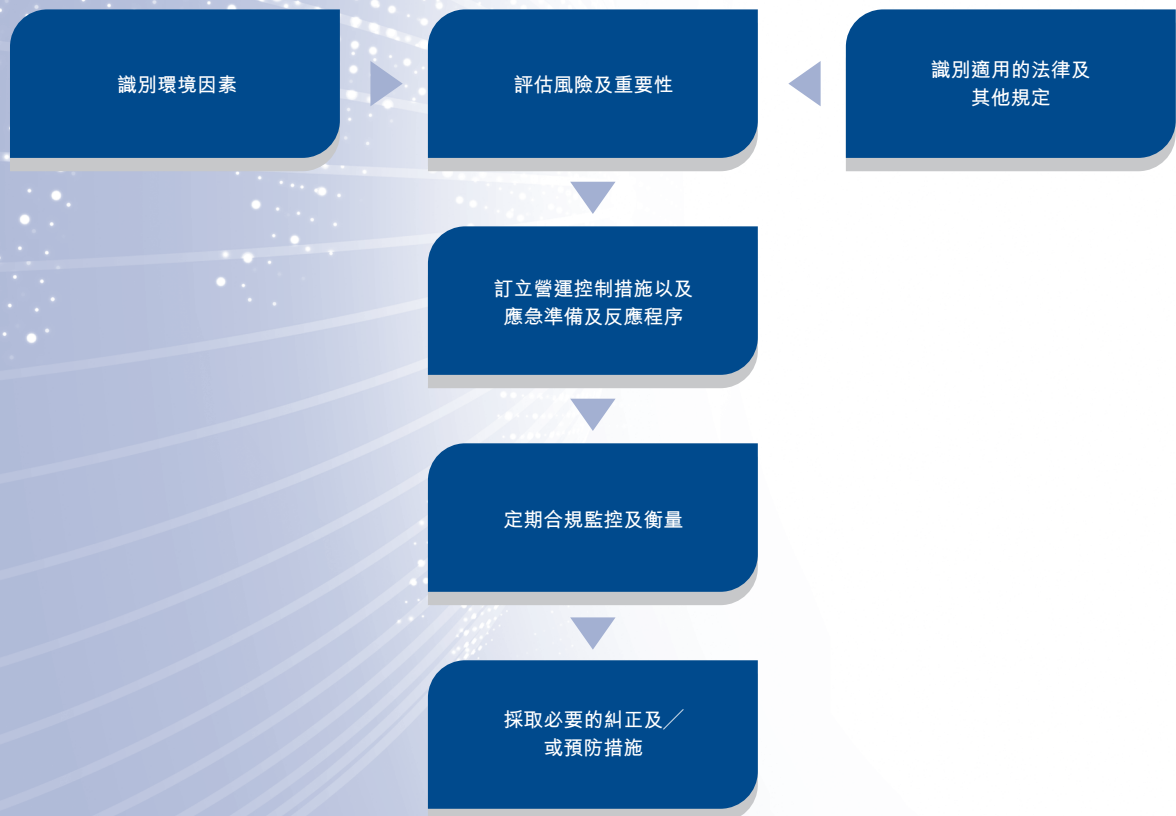 識別環境因素
評估風險及重要性
識別適用的法律及
其他規定
訂立營運控制措施以及
應急準備及反應程序
定期合規監控及衡量
採取必要的糾正及╱
或預防措施